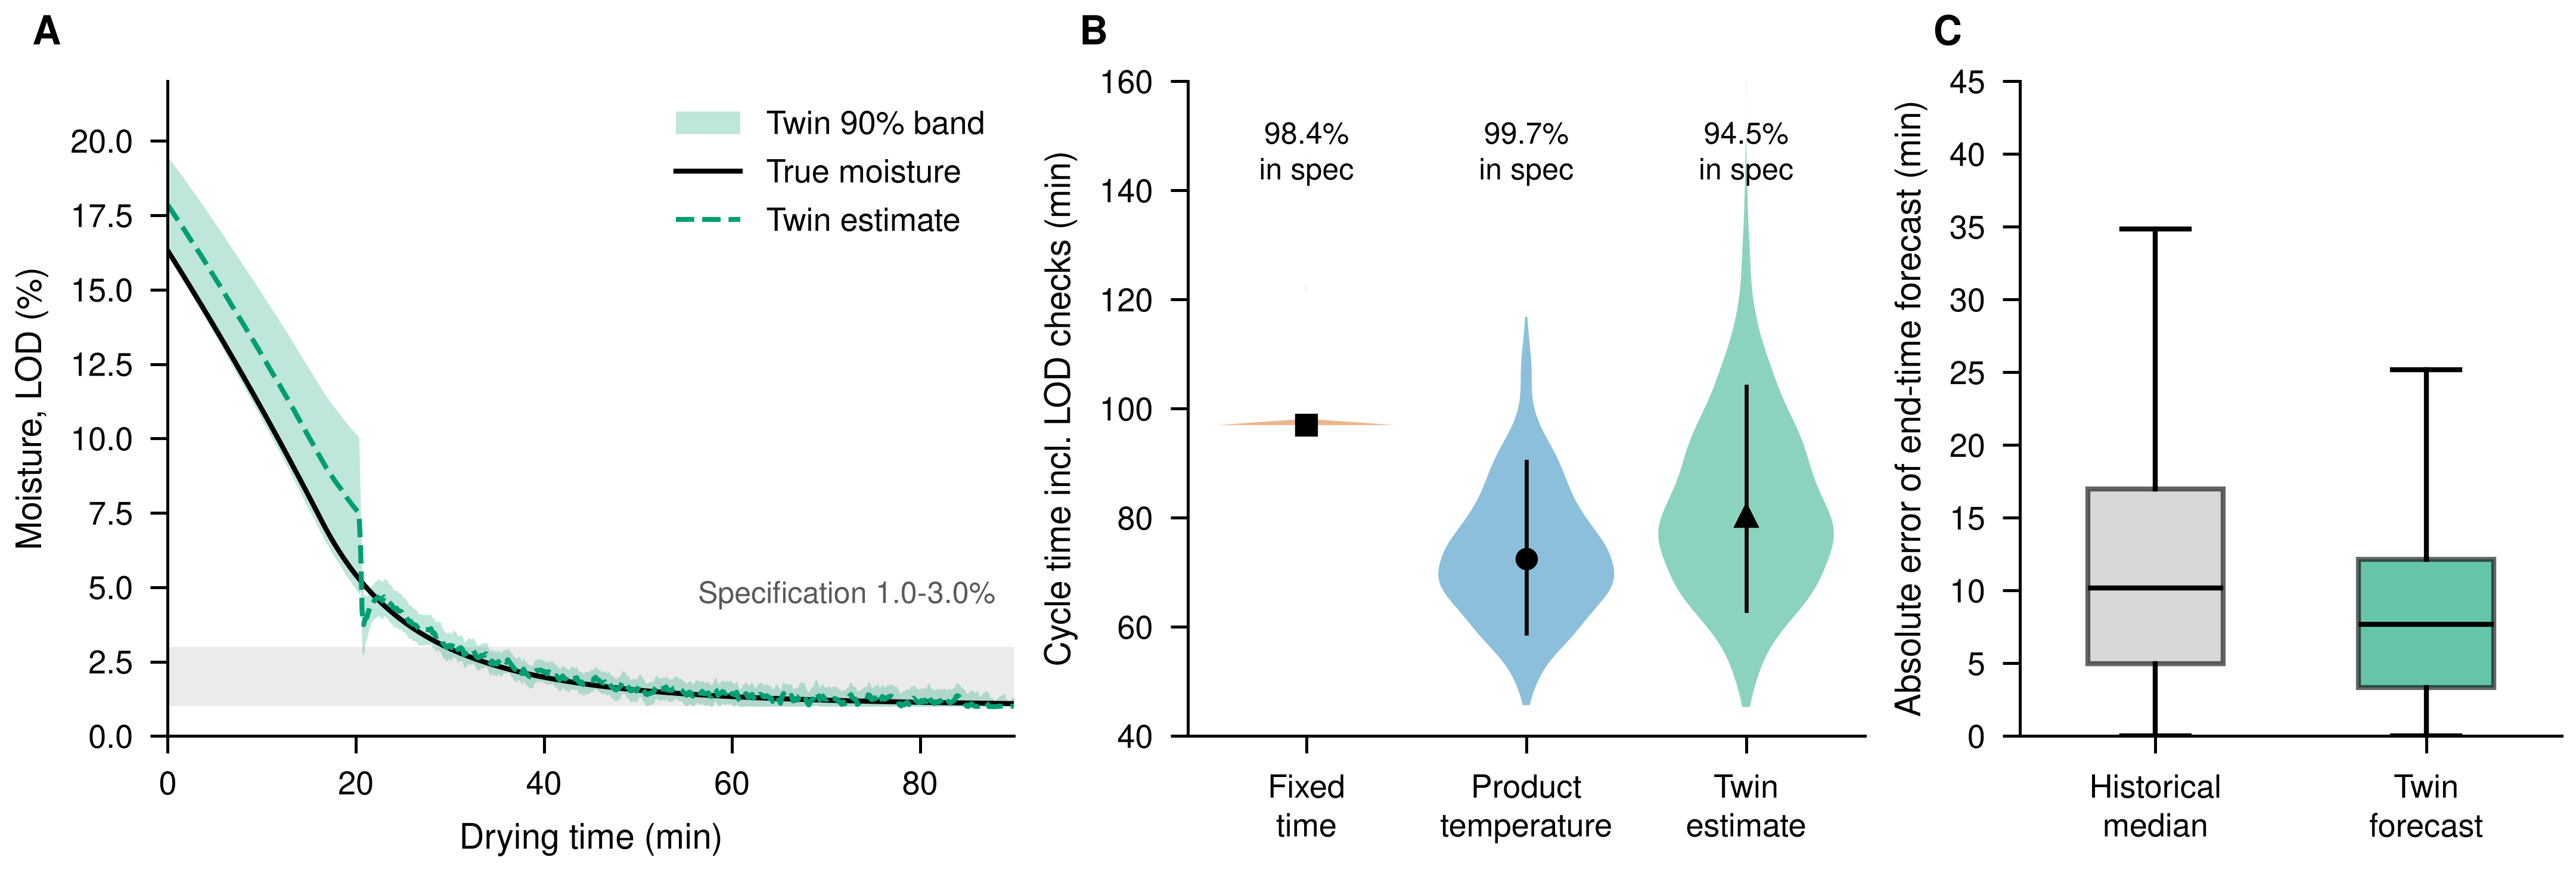 A
Moisture, LOD (%)
20.0
17.5
15.0
12.5
10.0
7.5
5.0
2.5
0.0
0
20
40
60
80
Drying time (min)
Twin 90% band
True moisture
Twin estimate
Specification 1.0-3.0%
B
Cycle time incl. LOD checks (min)
160
140
120
100
80
60
40
98.4%
in spec
99.7%
in spec
94.5%
in spec
Fixed
time
Product
temperature
Twin
estimate
C
Absolute error of end-time forecast (min)
45
40
35
30
25
20
15
10
5
0
Historical
median
Twin
forecast